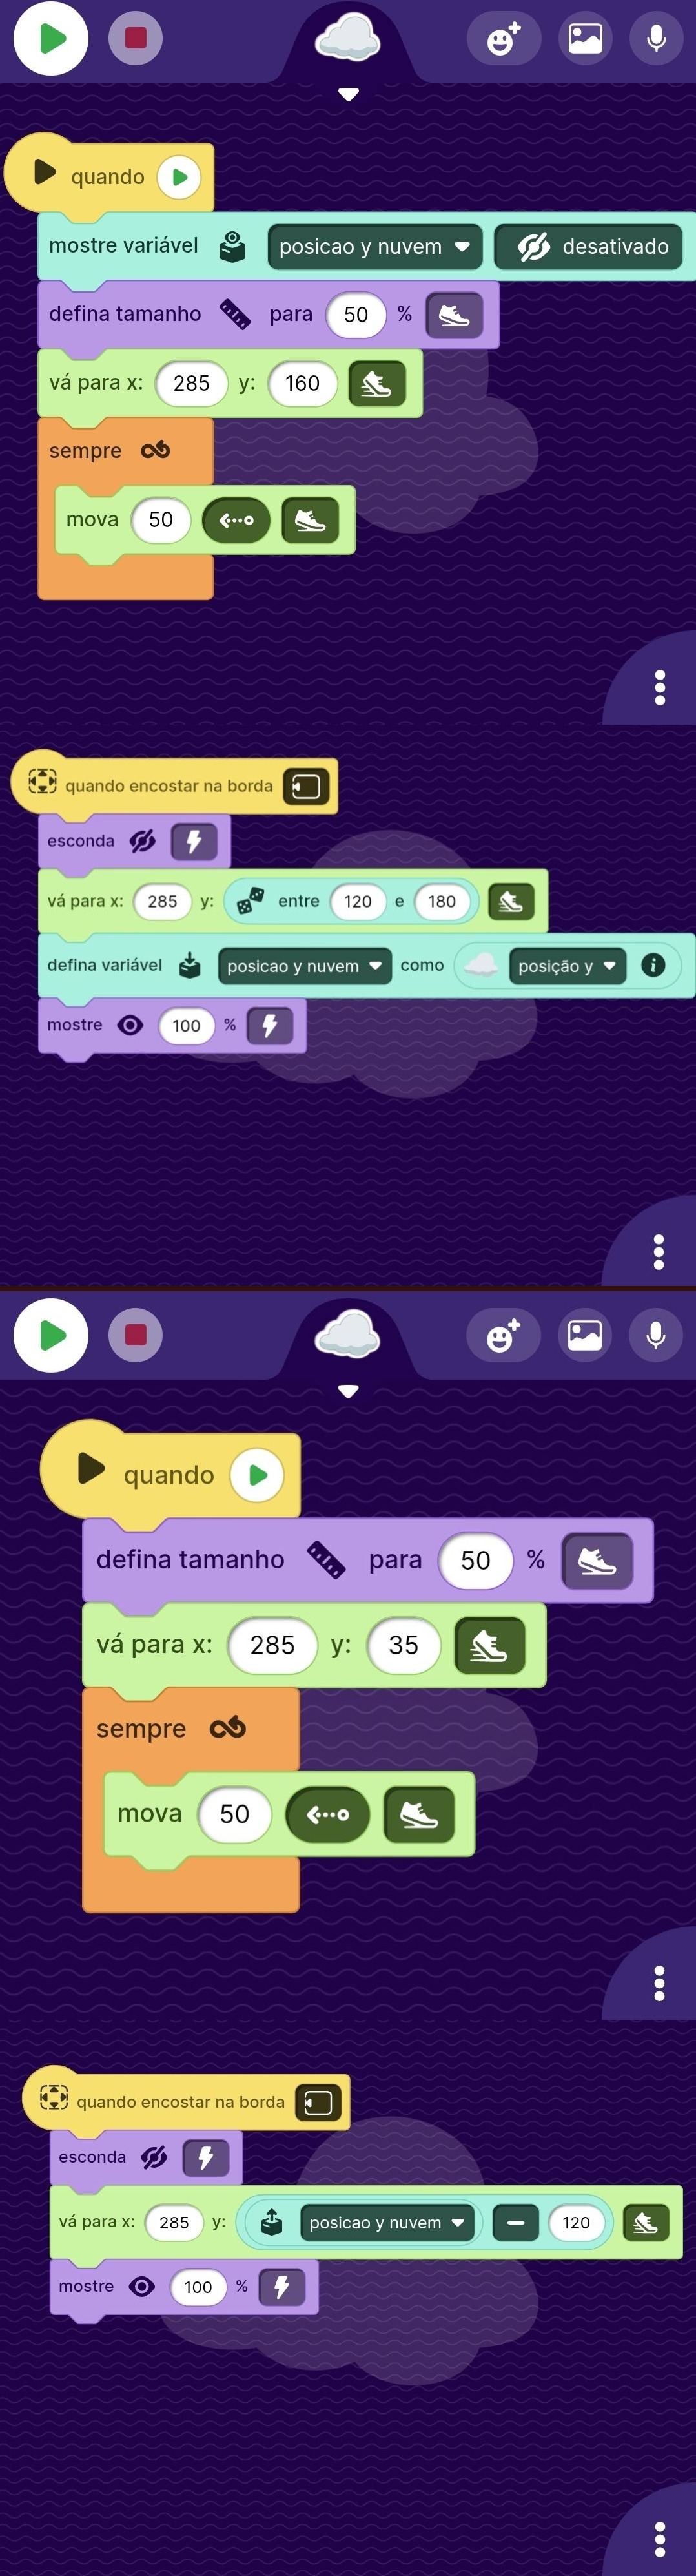 quando
mostre variável posicao y nuvem desativado
defina tamanho para 50 %
vá para x: 285 y: 160
sempre
mova 50
quando encostar na borda
esconda
vá para x: 285 y: entre 120 e 180
defina variável posicao y nuvem como posição y
mostre 100 %
quando
defina tamanho para 50 %
vá para x: 285 y: 35
sempre
mova 50
quando encostar na borda
esconda
vá para x: 285 y: posicao y nuvem − 120
mostre 100 %